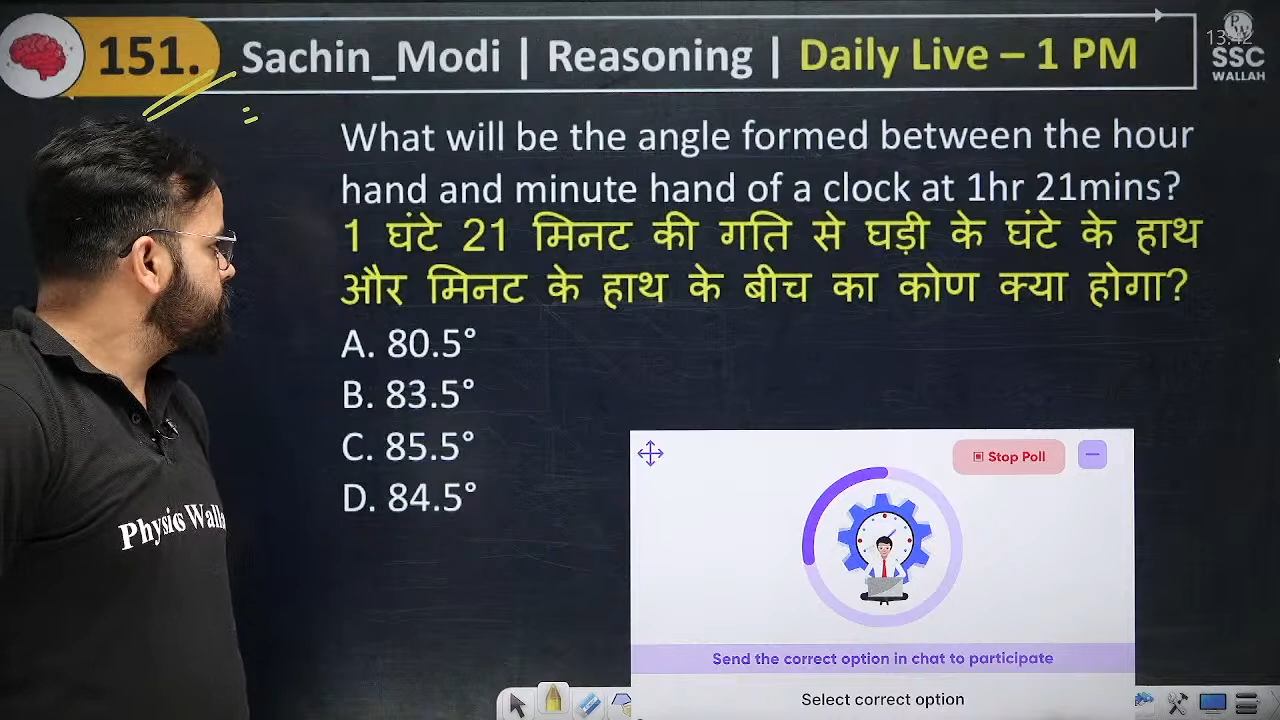 151. Sachin_Modi | Reasoning | Daily Live – 1 PM
13:42
SSC
WALLAH
What will be the angle formed between the hour
hand and minute hand of a clock at 1hr 21mins?
1 घंटे 21 मिनट की गति से घड़ी के घंटे के हाथ
और मिनट के हाथ के बीच का कोण क्या होगा?
A. 80.5°
B. 83.5°
C. 85.5°
D. 84.5°
Stop Poll
Physics
Send the correct option in chat to participate
Select correct option